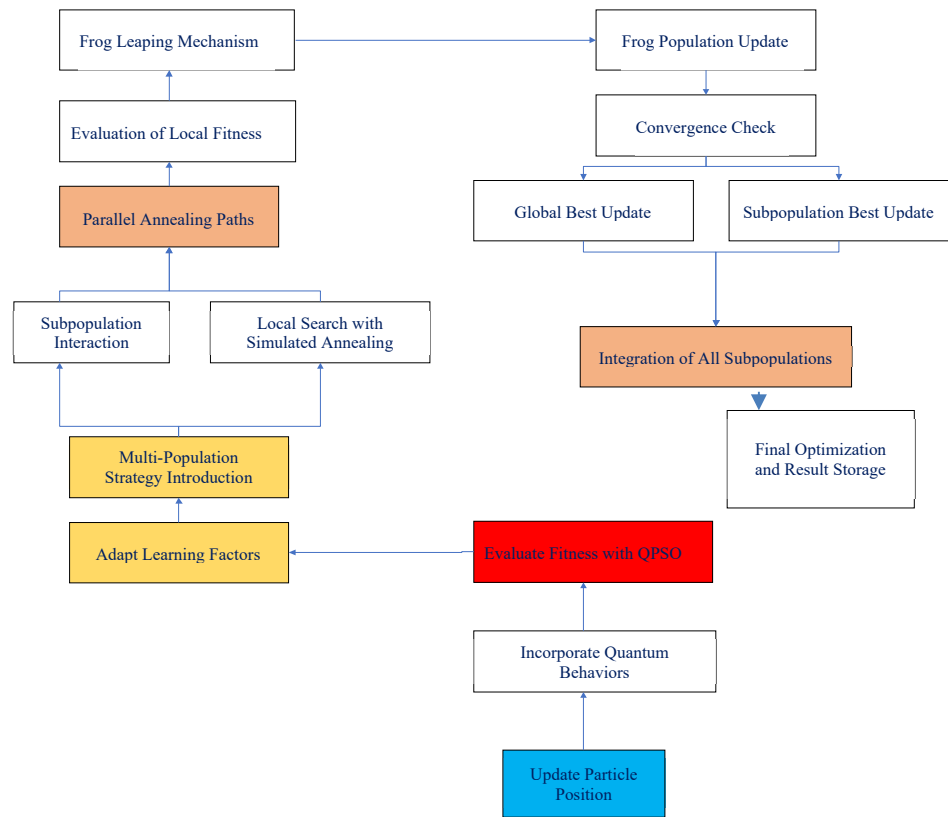 Frog Leaping Mechanism
Frog Population Update
Evaluation of Local Fitness
Convergence Check
Parallel Annealing Paths
Global Best Update
Subpopulation Best Update
Subpopulation
Interaction
Local Search with
Simulated Annealing
Integration of All Subpopulations
Multi-Population
Strategy Introduction
Final Optimization
and Result Storage
Adapt Learning Factors
Evaluate Fitness with QPSO
Incorporate Quantum
Behaviors
Update Particle
Position